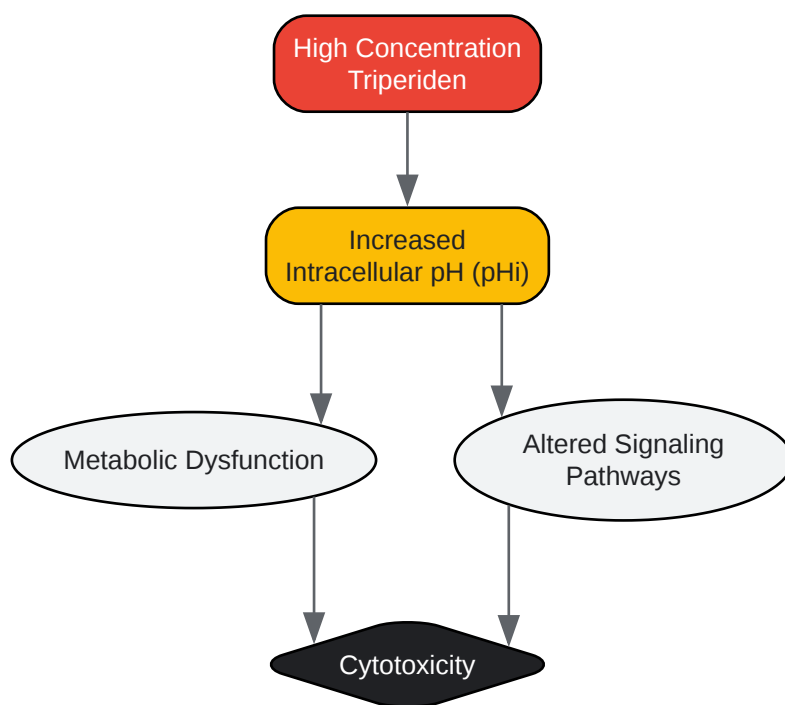 High Concentration
Triperiden
Increased
Intracellular pH (pHi)
Metabolic Dysfunction
Altered Signaling
Pathways
Cytotoxicity